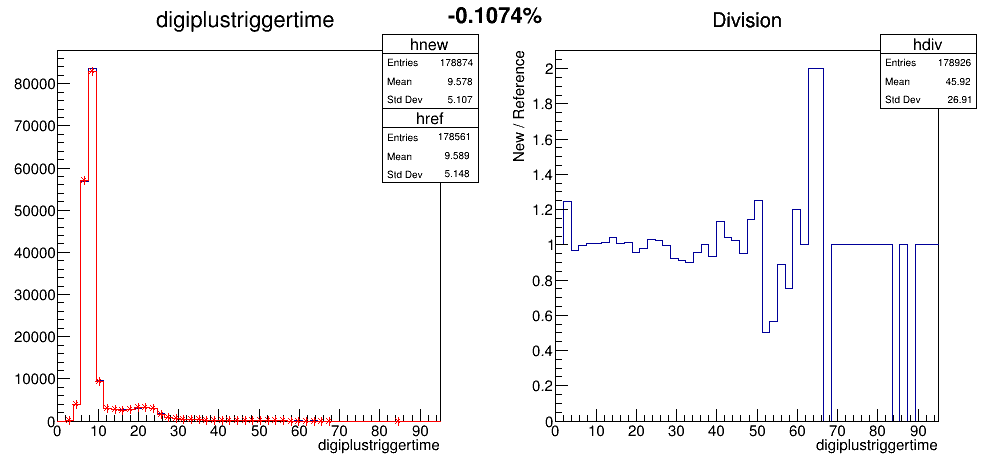 -0.1074%
digiplustriggertime
hnew
Entries 178874
Mean 9.578
Std Dev 5.107
href
Entries 178561
Mean 9.589
Std Dev 5.148
80000
70000
60000
50000
40000
30000
20000
10000
0
0 10 20 30 40 50 60 70 80 90
digiplustriggertime
Division
hdiv
Entries 178926
Mean 45.92
Std Dev 26.91
New / Reference
2
1.8
1.6
1.4
1.2
1
0.8
0.6
0.4
0.2
0
0 10 20 30 40 50 60 70 80 90
digiplustriggertime